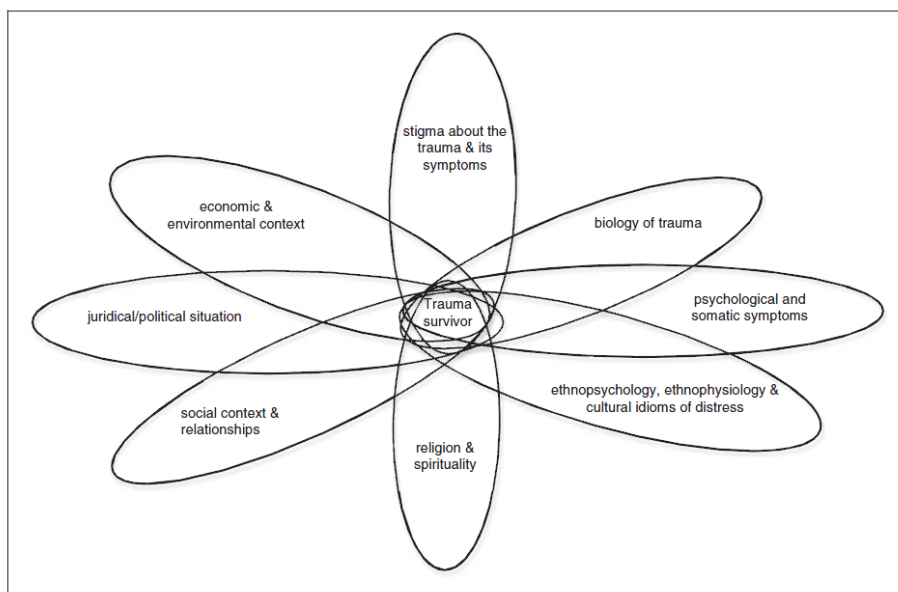 stigma about the
trauma & its
symptoms
economic &
environmental context
biology of trauma
juridical/political situation
Trauma
survivor
psychological and
somatic symptoms
social context &
relationships
ethnopsychology, ethnophysiology &
cultural idioms of distress
religion &
spirituality